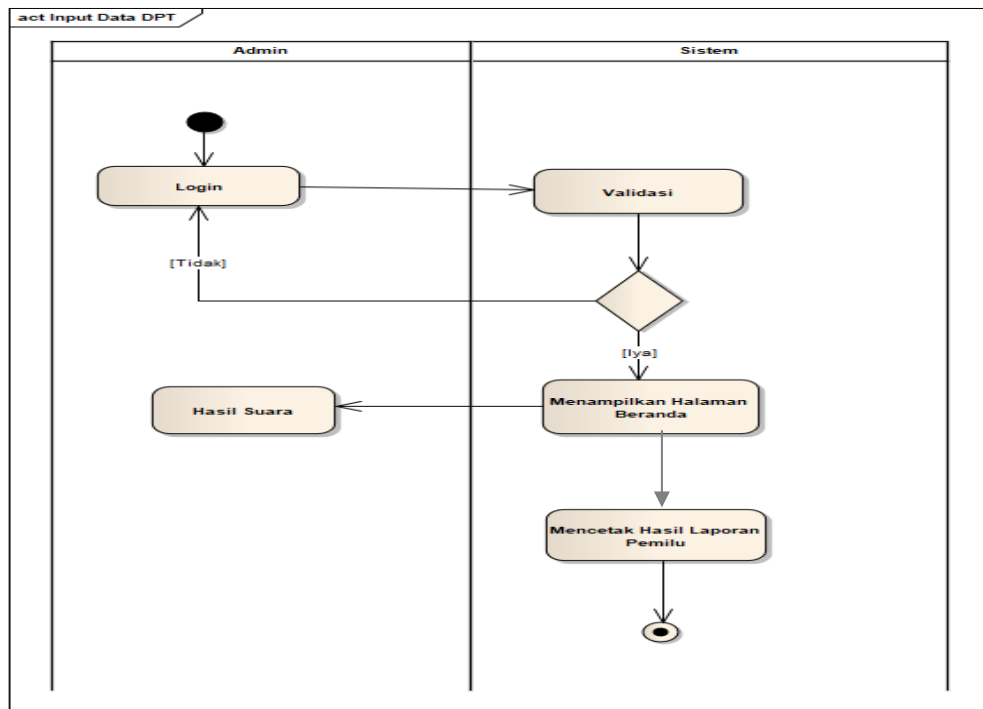 act Input Data DPT
Admin
Sistem
Login
Validasi
[Tidak]
[Iya]
Hasil Suara
Menampilkan Halaman
Beranda
Mencetak Hasil Laporan
Pemilu